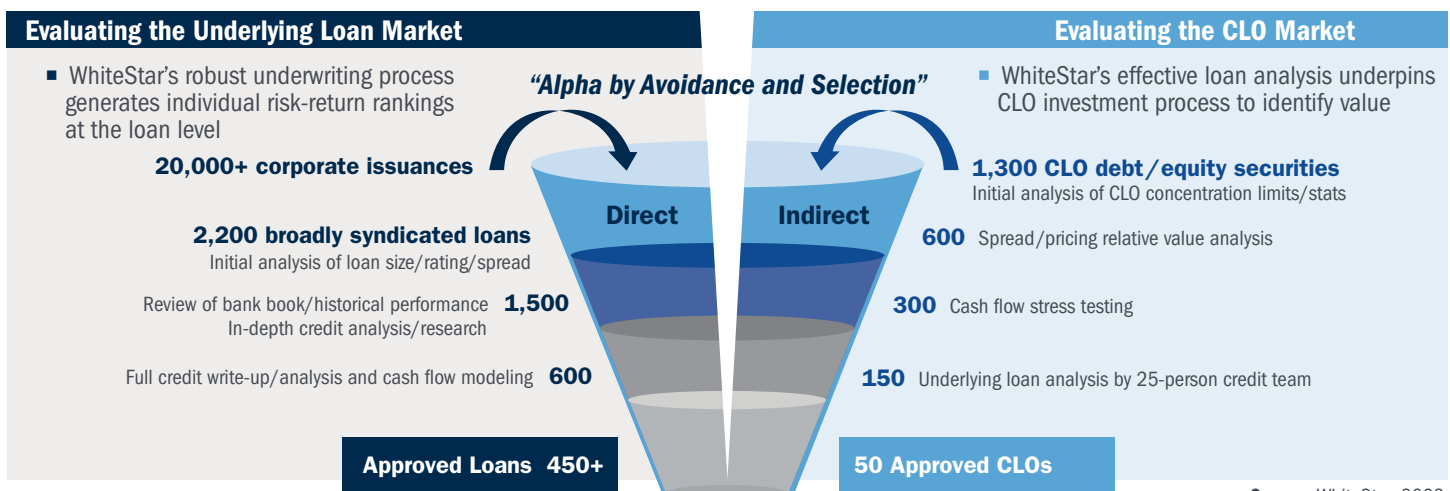 Evaluating the Underlying Loan Market
■ WhiteStar’s robust underwriting process
generates individual risk-return rankings
at the loan level
20,000+ corporate issuances
2,200 broadly syndicated loans
Initial analysis of loan size/rating/spread
Review of bank book/historical performance 1,500
In-depth credit analysis/research
Full credit write-up/analysis and cash flow modeling 600
Approved Loans 450+
“Alpha by Avoidance and Selection”
Direct
Indirect
Evaluating the CLO Market
■ WhiteStar’s effective loan analysis underpins
CLO investment process to identify value
1,300 CLO debt/equity securities
Initial analysis of CLO concentration limits/stats
600 Spread/pricing relative value analysis
300 Cash flow stress testing
150 Underlying loan analysis by 25-person credit team
50 Approved CLOs